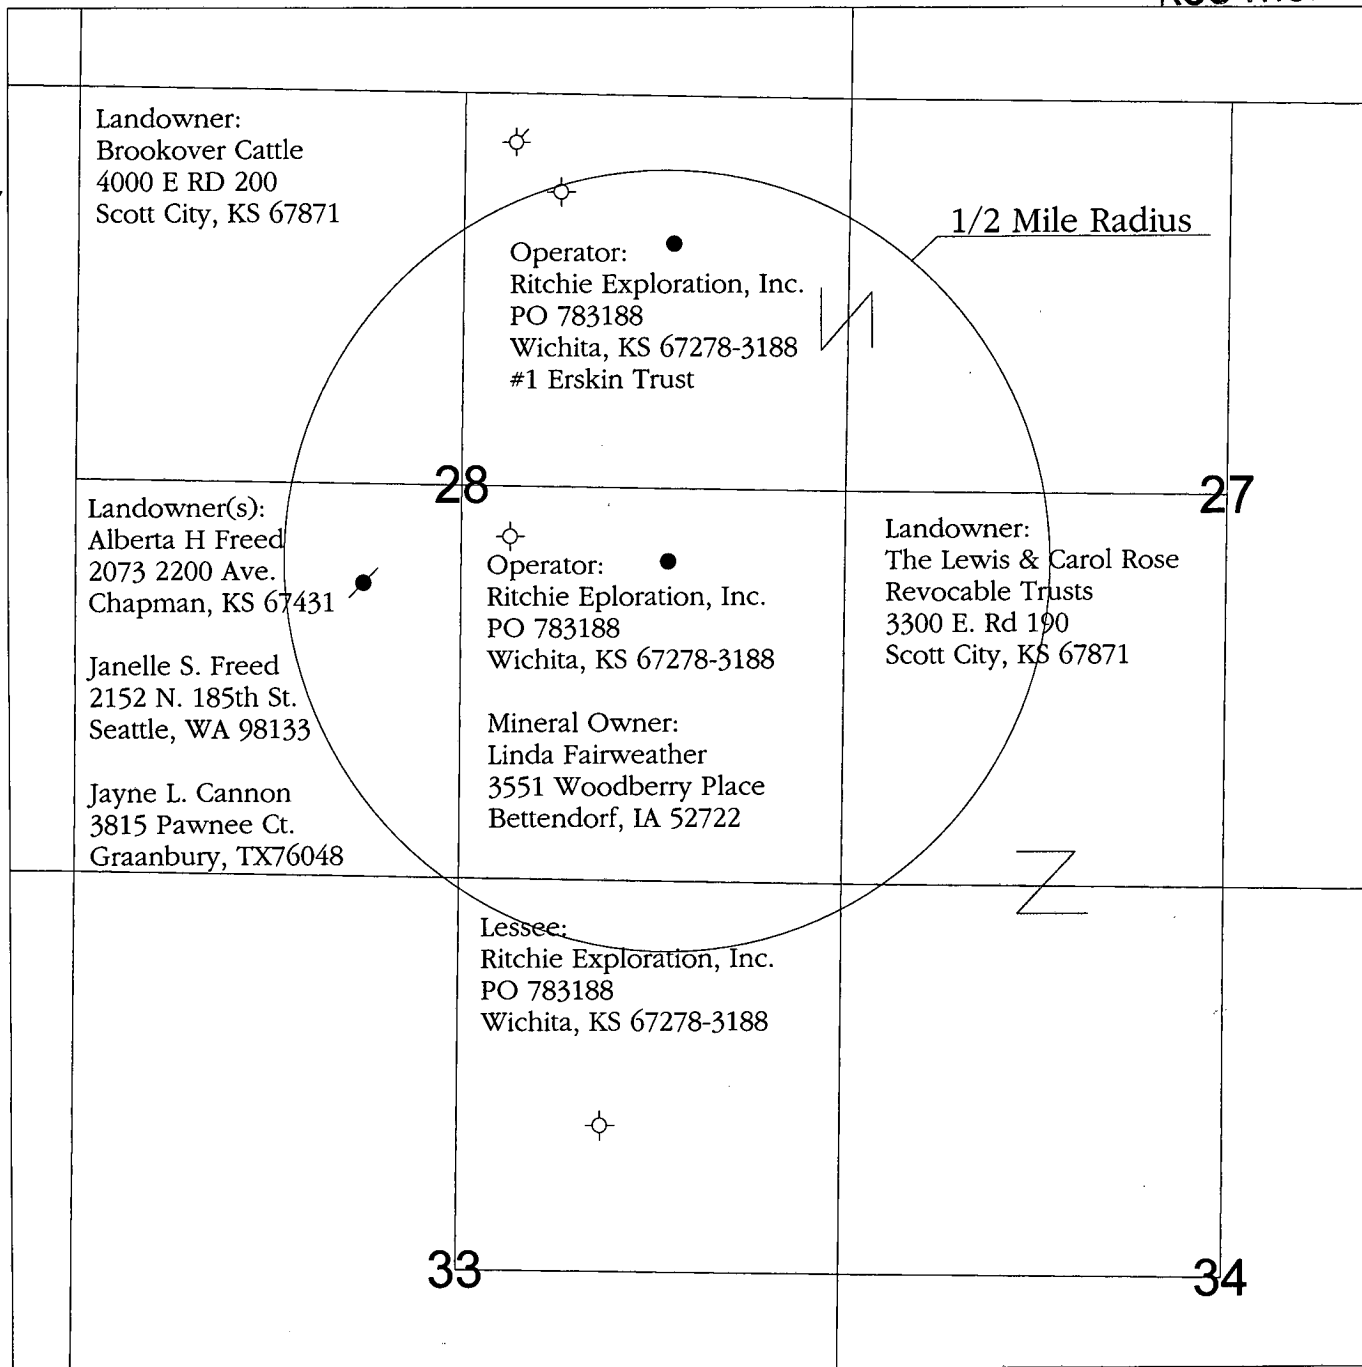 Landowner:
Brookover Cattle
4000 E RD 200
Scott City, KS 67871
1/2 Mile Radius
Operator:
Ritchie Exploration, Inc.
PO 783188
Wichita, KS 67278-3188
#1 Erskin Trust
28
27
Landowner(s):
Alberta H Freed
2073 2200 Ave.
Chapman, KS 67431
Janelle S. Freed
2152 N. 185th St.
Seattle, WA 98133
Jayne L. Cannon
3815 Pawnee Ct.
Graanbury, TX76048
Operator:
Ritchie Eploration, Inc.
PO 783188
Wichita, KS 67278-3188
Mineral Owner:
Linda Fairweather
3551 Woodberry Place
Bettendorf, IA 52722
Landowner:
The Lewis & Carol Rose
Revocable Trusts
3300 E. Rd 190
Scott City, KS 67871
Lessee:
Ritchie Exploration, Inc.
PO 783188
Wichita, KS 67278-3188
33
34